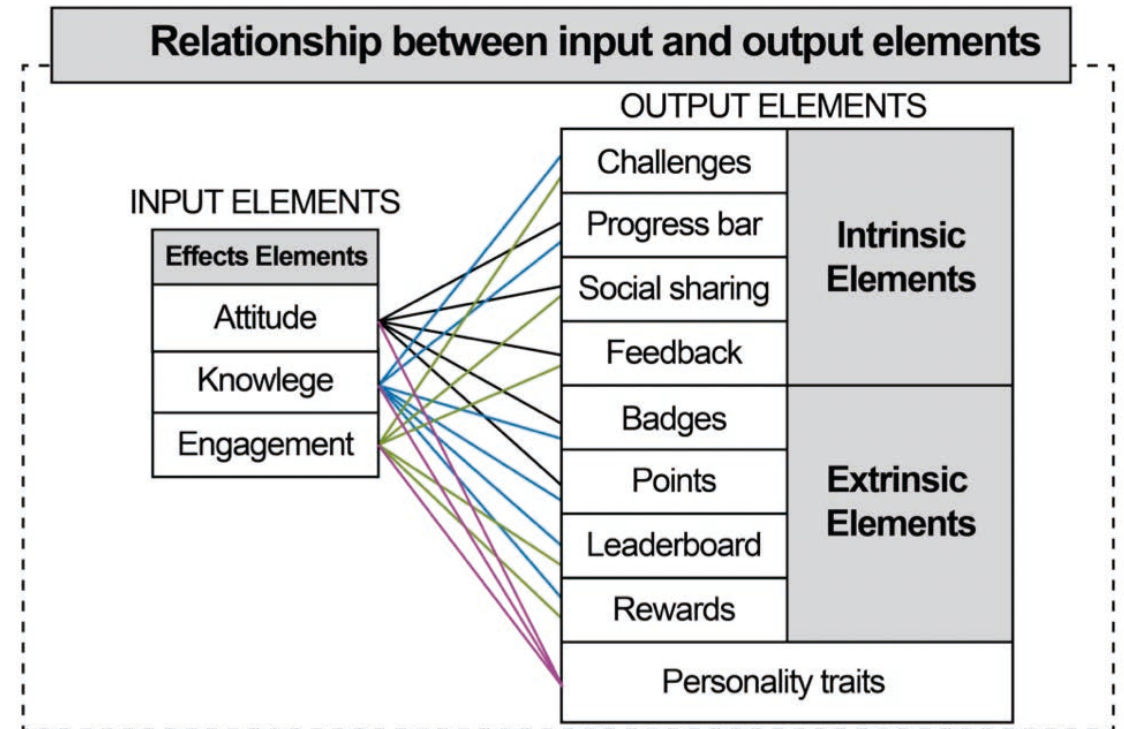 Relationship between input and output elements
OUTPUT ELEMENTS
INPUT ELEMENTS
Effects Elements
Attitude
Knowlege
Engagement
Challenges
Progress bar
Social sharing
Feedback
Intrinsic
Elements
Badges
Points
Leaderboard
Rewards
Extrinsic
Elements
Personality traits